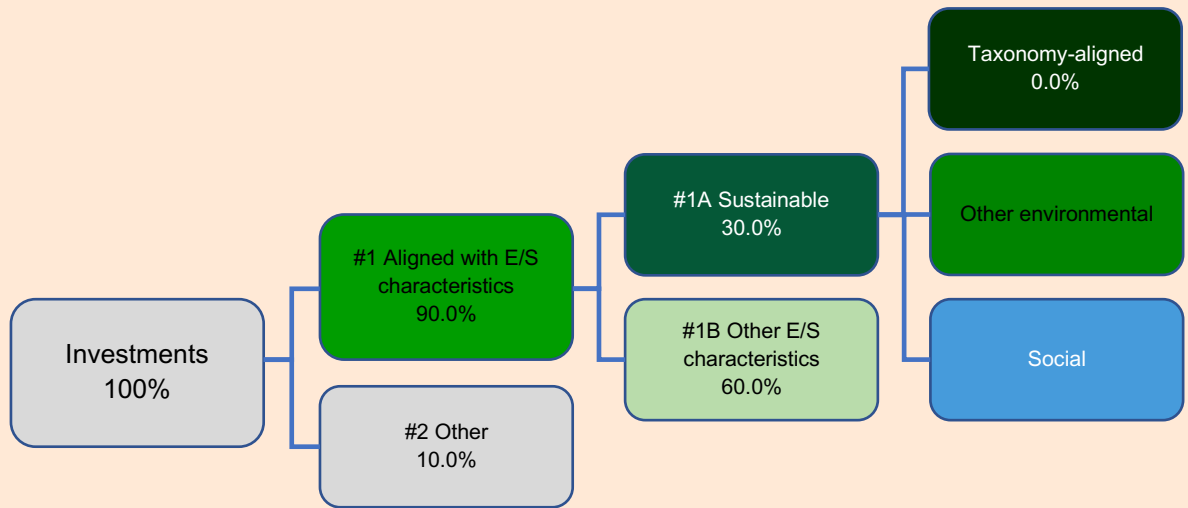 Investments
100%
#1 Aligned with E/S
characteristics
90.0%
#2 Other
10.0%
#1A Sustainable
30.0%
#1B Other E/S
characteristics
60.0%
Taxonomy-aligned
0.0%
Other environmental
Social